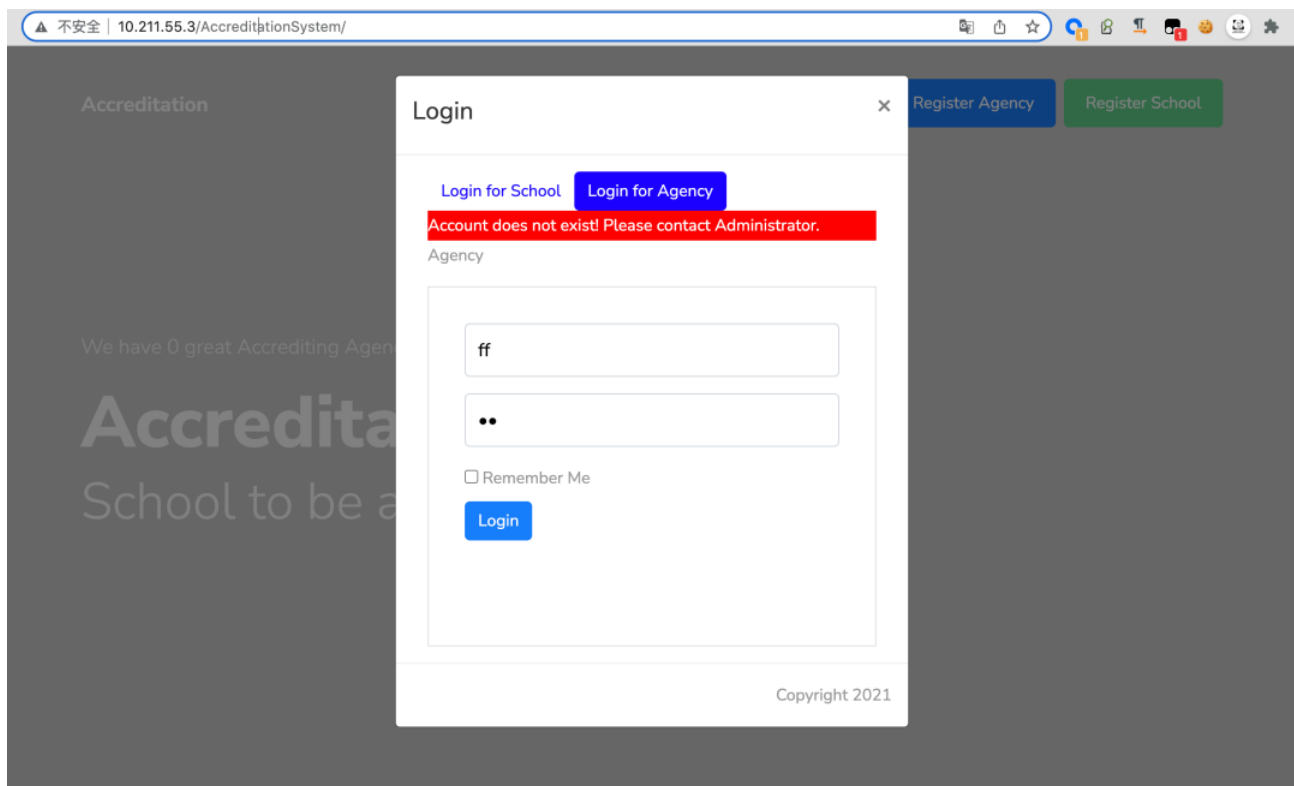 不安全 | 10.211.55.3/AccreditationSystem/
Accreditation
Register Agency
Register School
Login
×
Login for School
Login for Agency
Account does not exist! Please contact Administrator.
Agency
We have 0 great Accrediting Agen
ff
Accredita
••
School to be a
Remember Me
Login
Copyright 2021